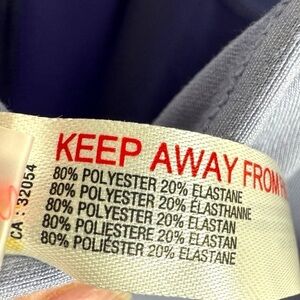 KEEP AWAY FROM
80% POLYESTER 20% ELASTANE
80% POLYESTER 20% ELASTHANNE
80% POLYESTER 20% ELASTAN
80% POLIESTERE 20% ELASTAN
80% POLIÉSTER 20% ELASTANE
CA : 32054